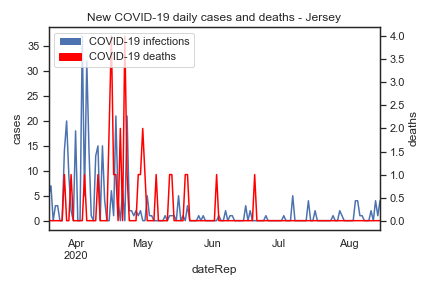 New COVID-19 daily cases and deaths - Jersey
COVID-19 infections
COVID-19 deaths
cases
35
30
25
20
15
10
5
0
deaths
4.0
3.5
3.0
2.5
2.0
1.5
1.0
0.5
0.0
Apr
2020
May
Jun
Jul
Aug
dateRep